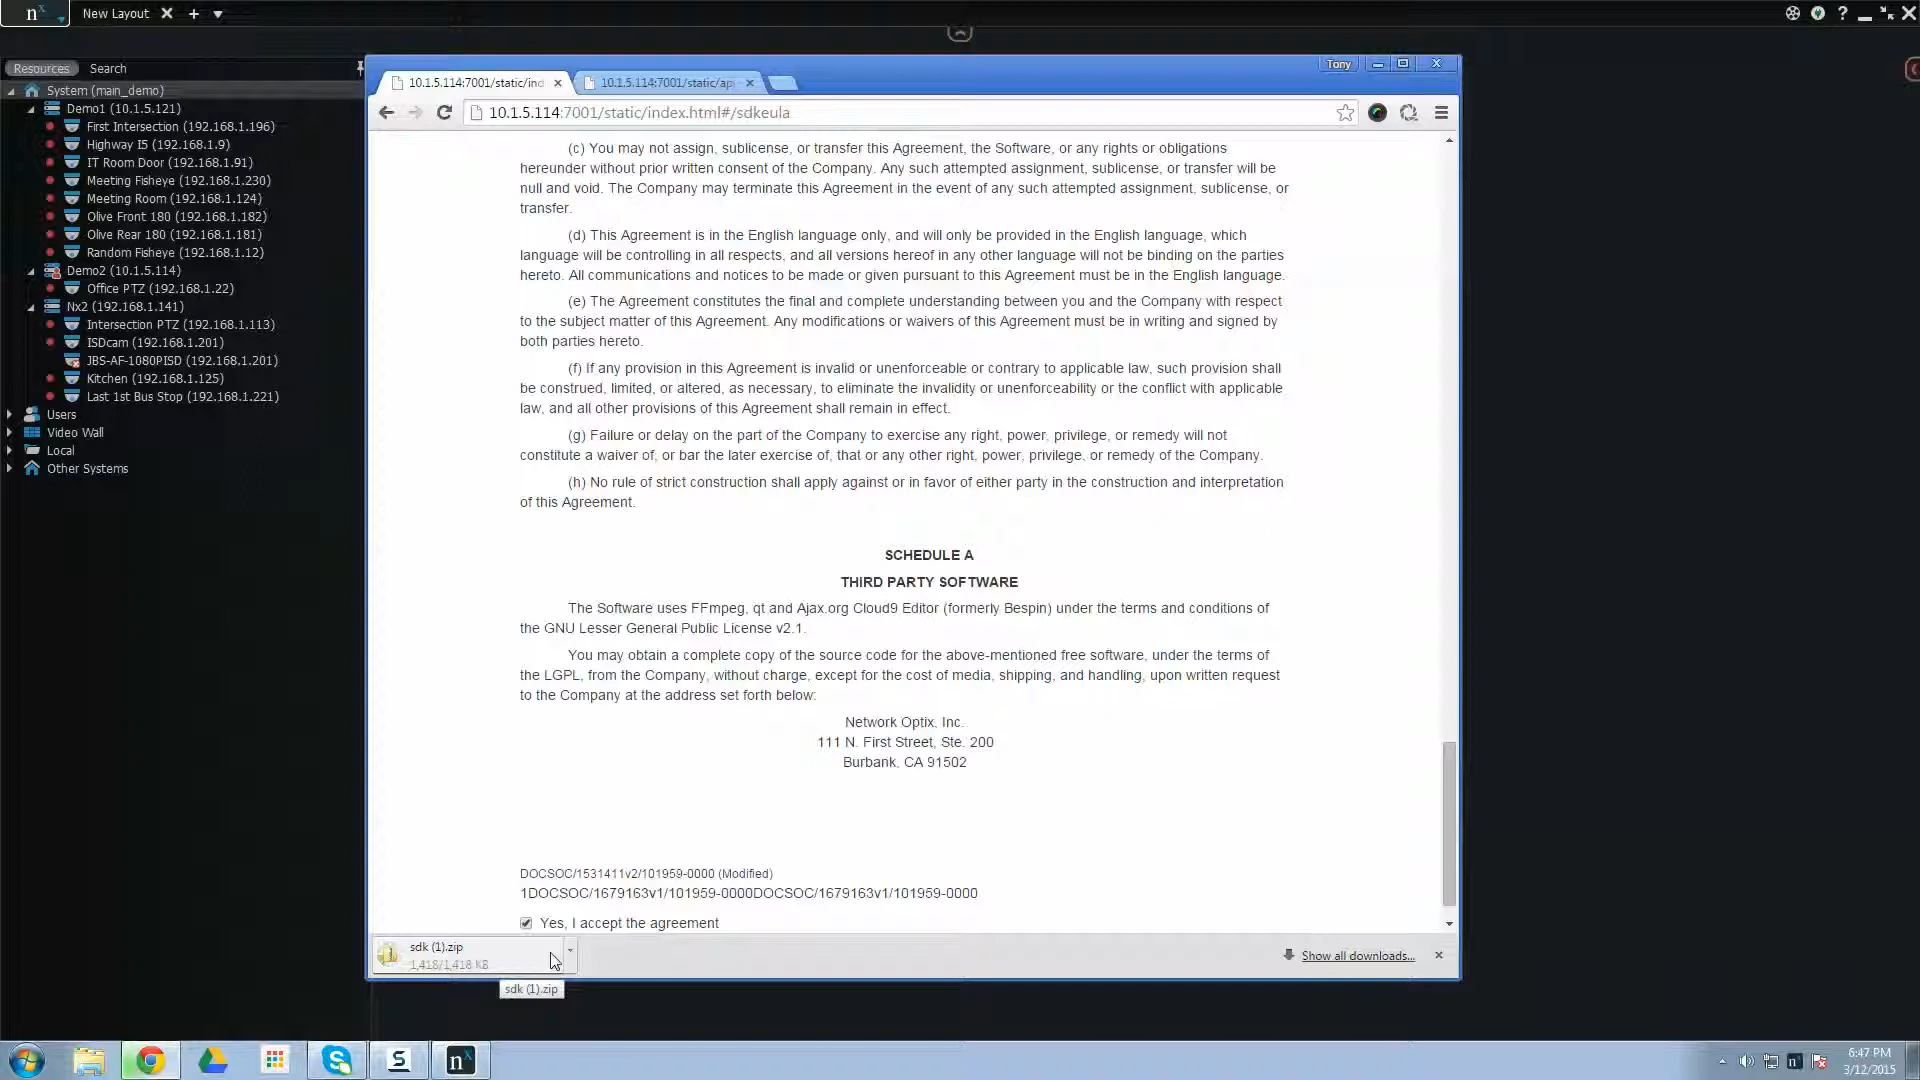 nx
New Layout
?
Resources
Search
System (main_demo)
Demo1 (10.1.5.121)
First Intersection (192.168.1.196)
Highway I5 (192.168.1.9)
IT Room Door (192.168.1.91)
Meeting Fisheye (192.168.1.230)
Meeting Room (192.168.1.124)
Olive Front 180 (192.168.1.182)
Olive Rear 180 (192.168.1.181)
Random Fisheye (192.168.1.12)
Demo2 (10.1.5.114)
Office PTZ (192.168.1.22)
Nx2 (192.168.1.141)
Intersection PTZ (192.168.1.113)
ISDcam (192.168.1.201)
JBS-AF-1080PISD (192.168.1.201)
Kitchen (192.168.1.125)
Last 1st Bus Stop (192.168.1.221)
Users
Video Wall
Local
Other Systems
Tony
10.1.5.114:7001/static/ind
10.1.5.114:7001/static/ap
10.1.5.114:7001/static/index.html#/sdkeula
(c) You may not assign, sublicense, or transfer this Agreement, the Software, or any rights or obligations
hereunder without prior written consent of the Company. Any such attempted assignment, sublicense, or transfer will be
null and void. The Company may terminate this Agreement in the event of any such attempted assignment, sublicense, or
transfer.
(d) This Agreement is in the English language only, and will only be provided in the English language, which
language will be controlling in all respects, and all versions hereof in any other language will not be binding on the parties
hereto. All communications and notices to be made or given pursuant to this Agreement must be in the English language.
(e) The Agreement constitutes the final and complete understanding between you and the Company with respect
to the subject matter of this Agreement. Any modifications or waivers of this Agreement must be in writing and signed by
both parties hereto.
(f) If any provision in this Agreement is invalid or unenforceable or contrary to applicable law, such provision shall
be construed, limited, or altered, as necessary, to eliminate the invalidity or unenforceability or the conflict with applicable
law, and all other provisions of this Agreement shall remain in effect.
(g) Failure or delay on the part of the Company to exercise any right, power, privilege, or remedy will not
constitute a waiver of, or bar the later exercise of, that or any other right, power, privilege, or remedy of the Company.
(h) No rule of strict construction shall apply against or in favor of either party in the construction and interpretation
of this Agreement.
SCHEDULE A
THIRD PARTY SOFTWARE
The Software uses FFmpeg, qt and Ajax.org Cloud9 Editor (formerly Bespin) under the terms and conditions of
the GNU Lesser General Public License v2.1.
You may obtain a complete copy of the source code for the above-mentioned free software, under the terms of
the LGPL, from the Company, without charge, except for the cost of media, shipping, and handling, upon written request
to the Company at the address set forth below:
Network Optix, Inc.
111 N. First Street, Ste. 200
Burbank, CA 91502
DOCSOC/1531411v2/101959-0000 (Modified)
1DOCSOC/1679163v1/101959-0000DOCSOC/1679163v1/101959-0000
Yes, I accept the agreement
sdk (1).zip
1,418/1,418 KB
Show all downloads...
sdk (1).zip
S
S
nx
nx
6:47 PM
3/12/2015